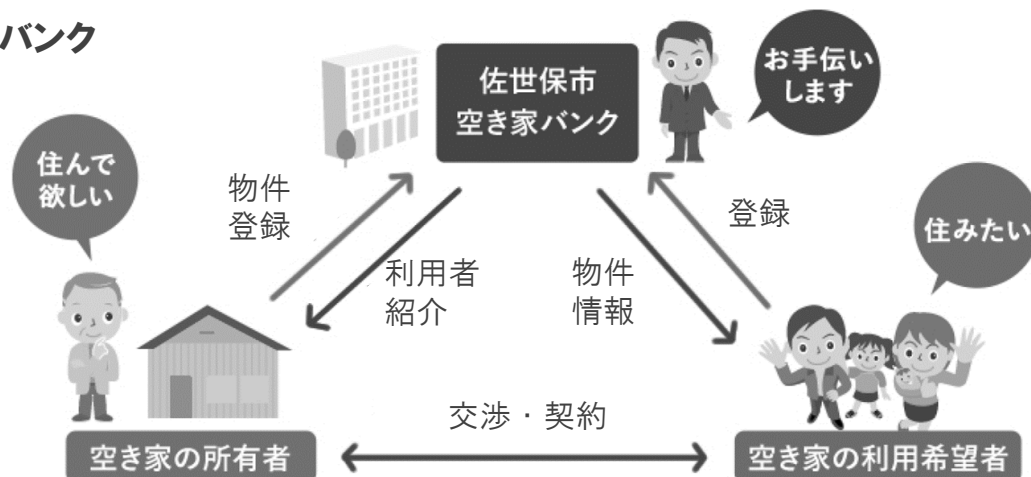 バンク
佐世保市
空き家バンク
お手伝い
します
住んで
欲しい
物件
登録
登録
住みたい
利用者
紹介
物件
情報
交渉・契約
空き家の所有者
空き家の利用希望者